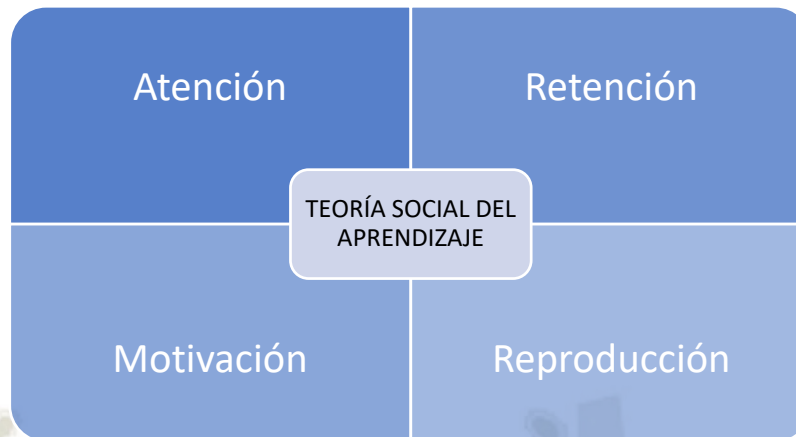 Atención
Retención
TEORÍA SOCIAL DEL
APRENDIZAJE
Motivación
Reproducción